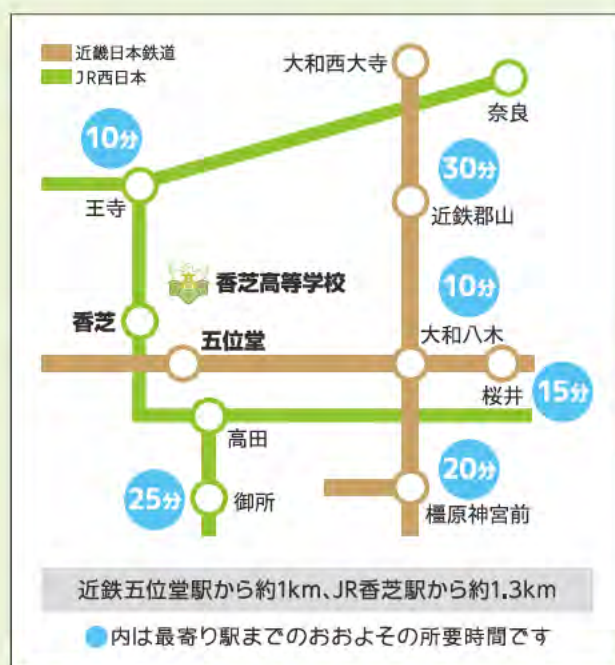 近畿日本鉄道
JR西日本
大和西大寺
奈良
10分
王寺
30分
近鉄郡山
香芝高等学校
10分
香芝
五位堂
大和八木
桜井
15分
高田
25分
御所
20分
橿原神宮前
近鉄五位堂駅から約1km、JR香芝駅から約1.3km
内は最寄り駅までのおおよその所要時間です